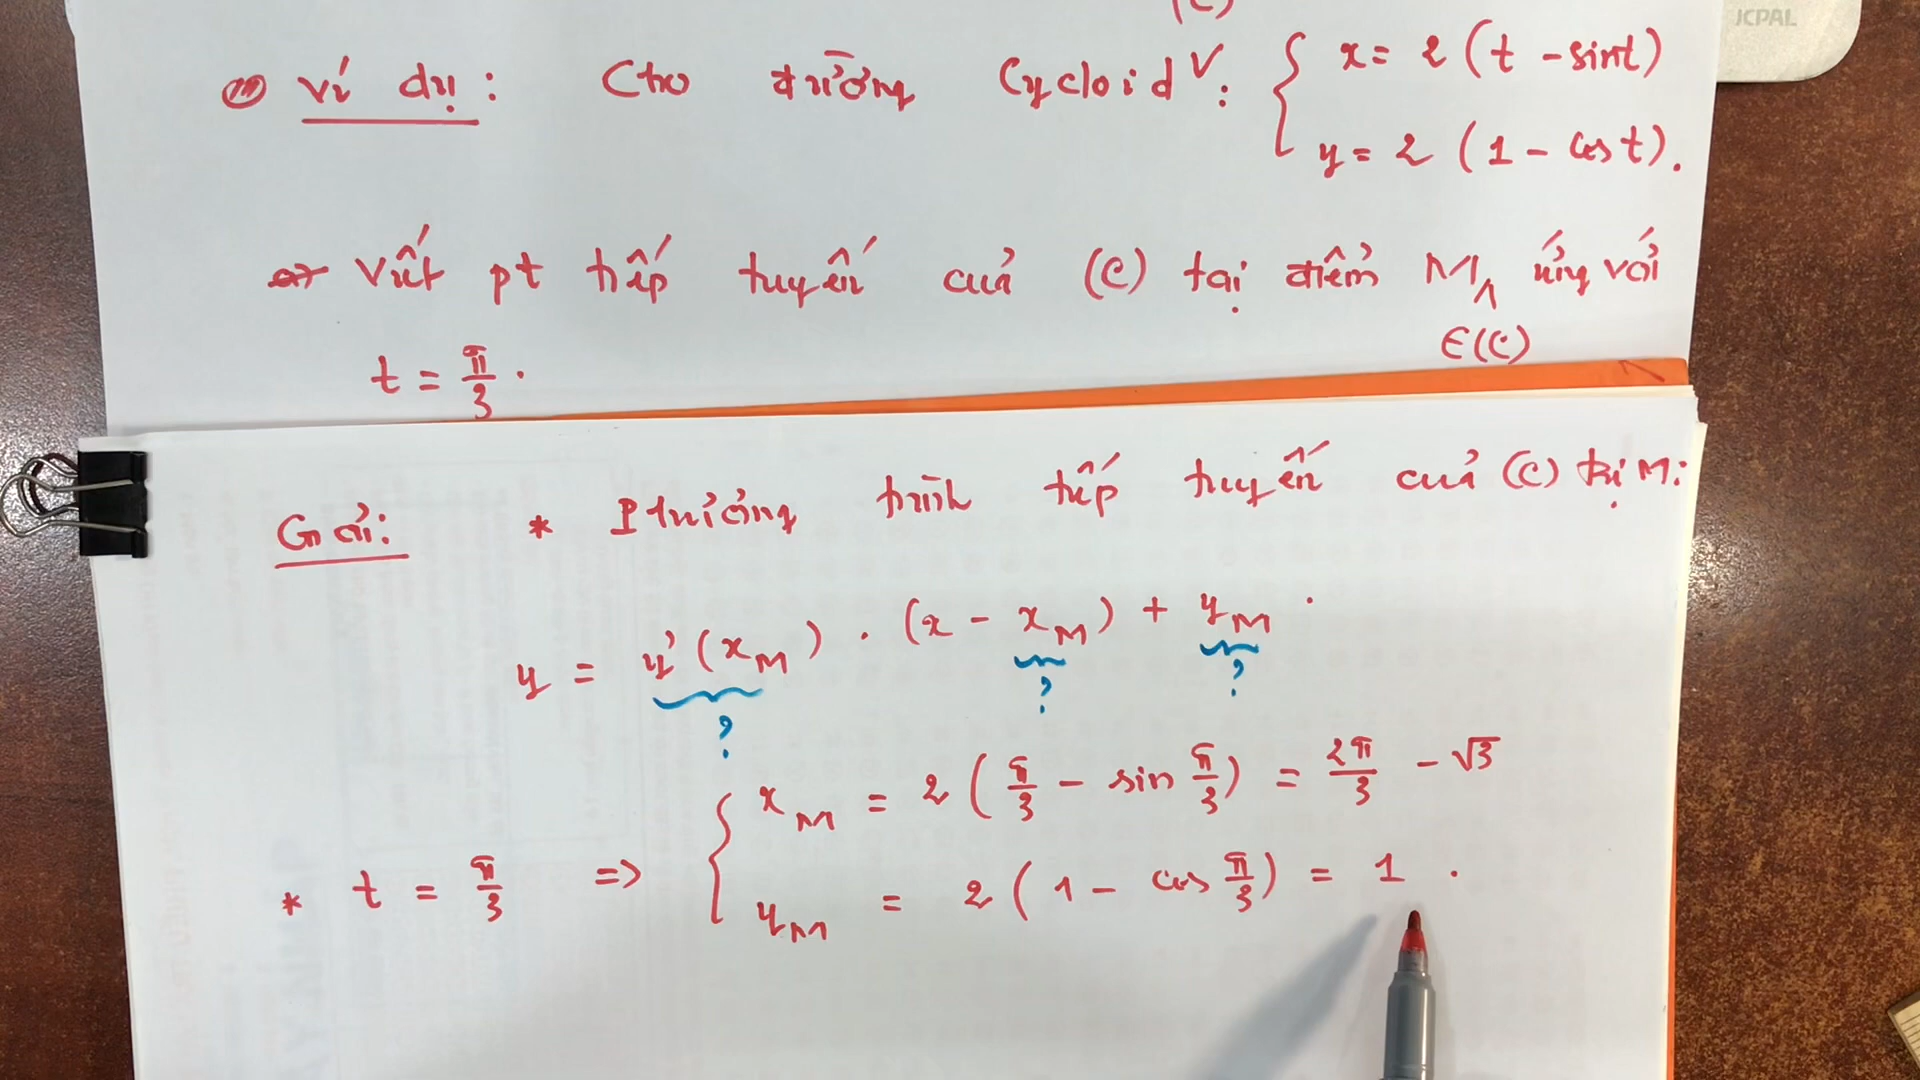 JCPAL
(C)
Ví dụ: Cho đường Cycloid V: { x = 2 (t - sint)
y = 2 (1 - cos t).
Viết pt tiếp tuyến của (C) tại điểm M ứng với
∈ (C)
t = π/3 .
Giải: * Phương trình tiếp tuyến của (C) tại M:
y = y'(x_M) . (x - x_M) + y_M .
? ? ?
x_M = 2 ( π/3 - sin π/3 ) = 2π/3 - √3
* t = π/3 => {
y_M = 2 ( 1 - cos π/3 ) = 1 .